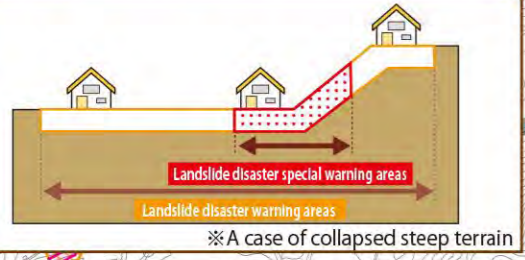 Landslide disaster special warning areas
Landslide disaster warning areas
※A case of collapsed steep terrain